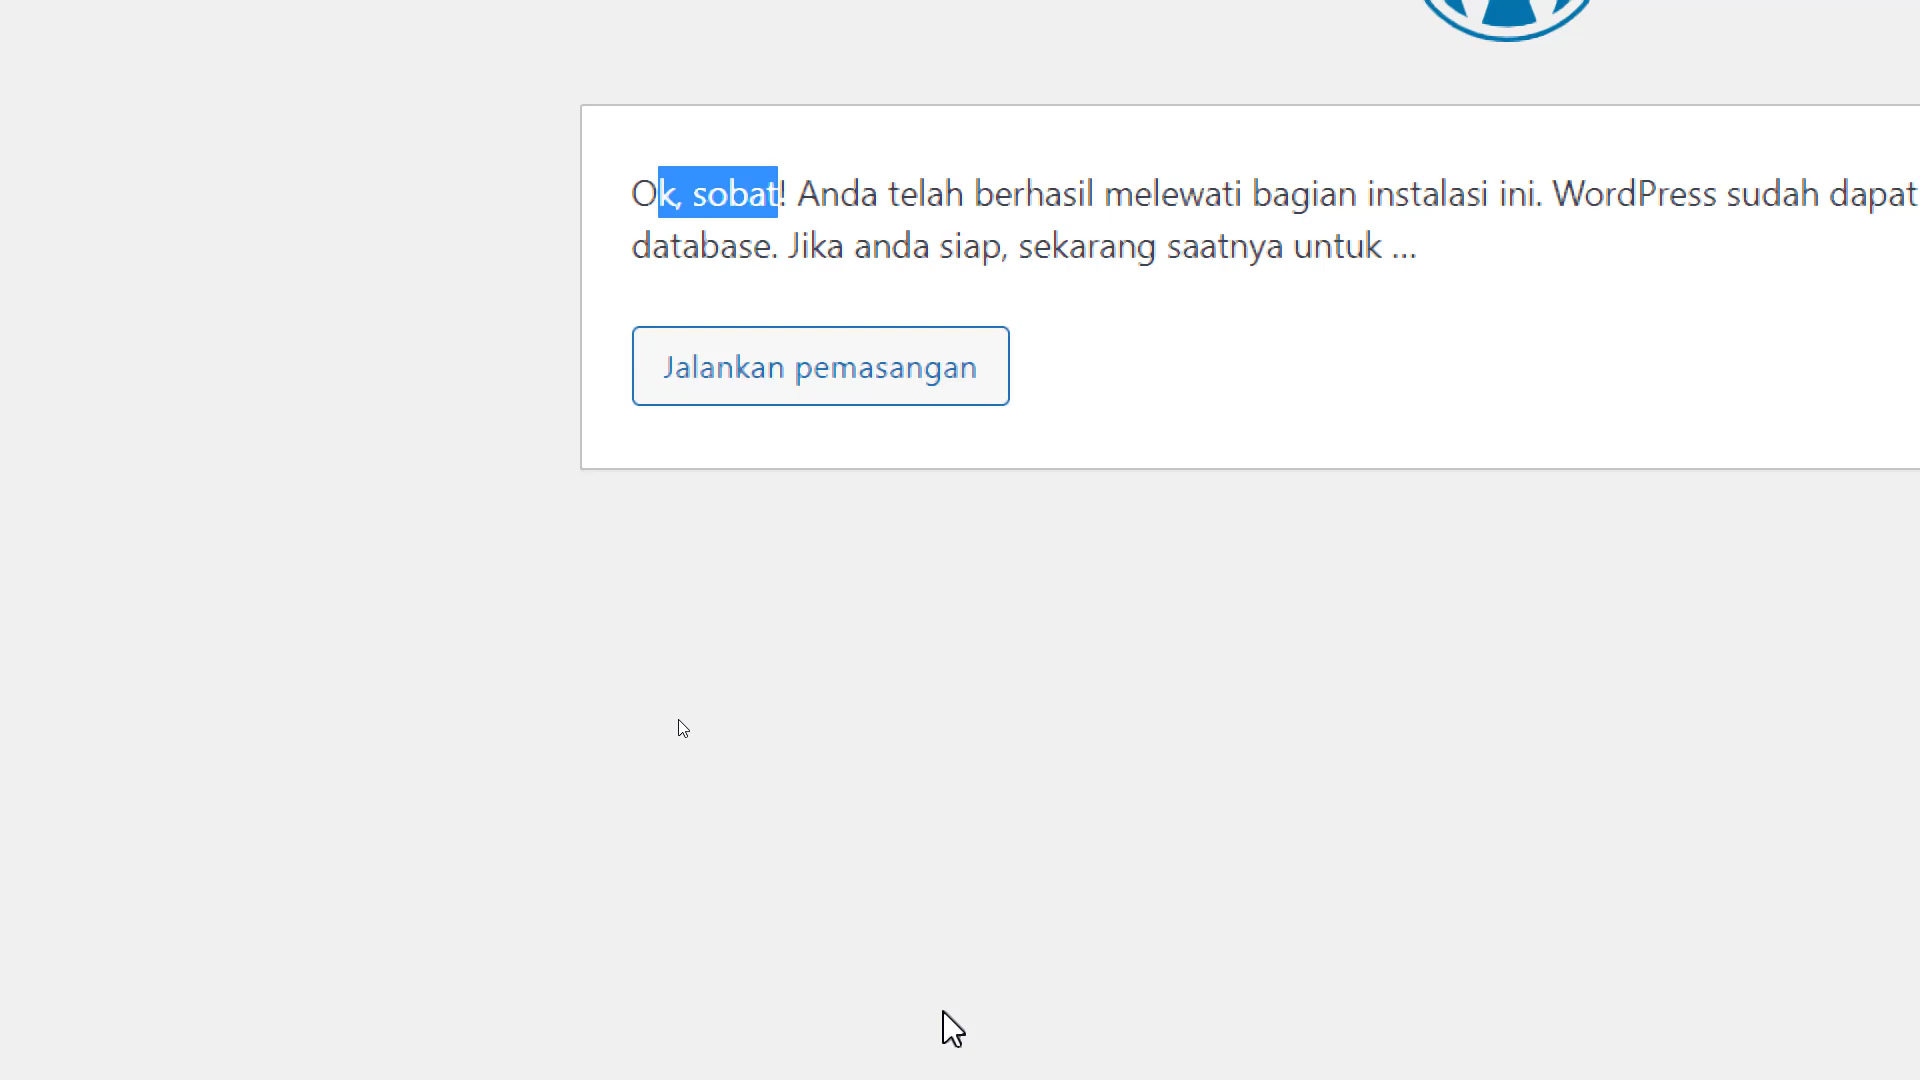 Ok, sobat! Anda telah berhasil melewati bagian instalasi ini. WordPress sudah dapat
database. Jika anda siap, sekarang saatnya untuk …
Jalankan pemasangan